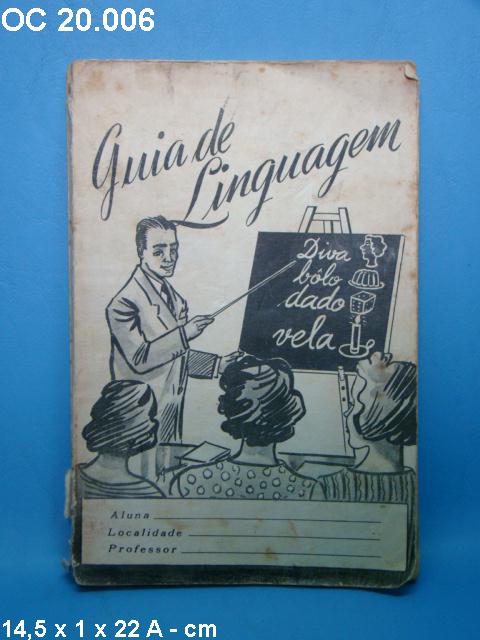 OC 20.006
Guia de
Linguagem
Diva
bôlo
dado
vela
Aluna
Localidade
Professor
14,5 x 1 x 22 A - cm